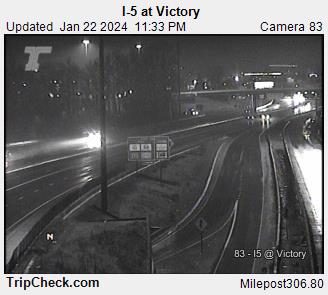 I-5 at Victory
Updated Jan 22 2024 11:33 PM Camera 83
T
N
83 - I5 @ Victory
TripCheck.com Milepost306.80